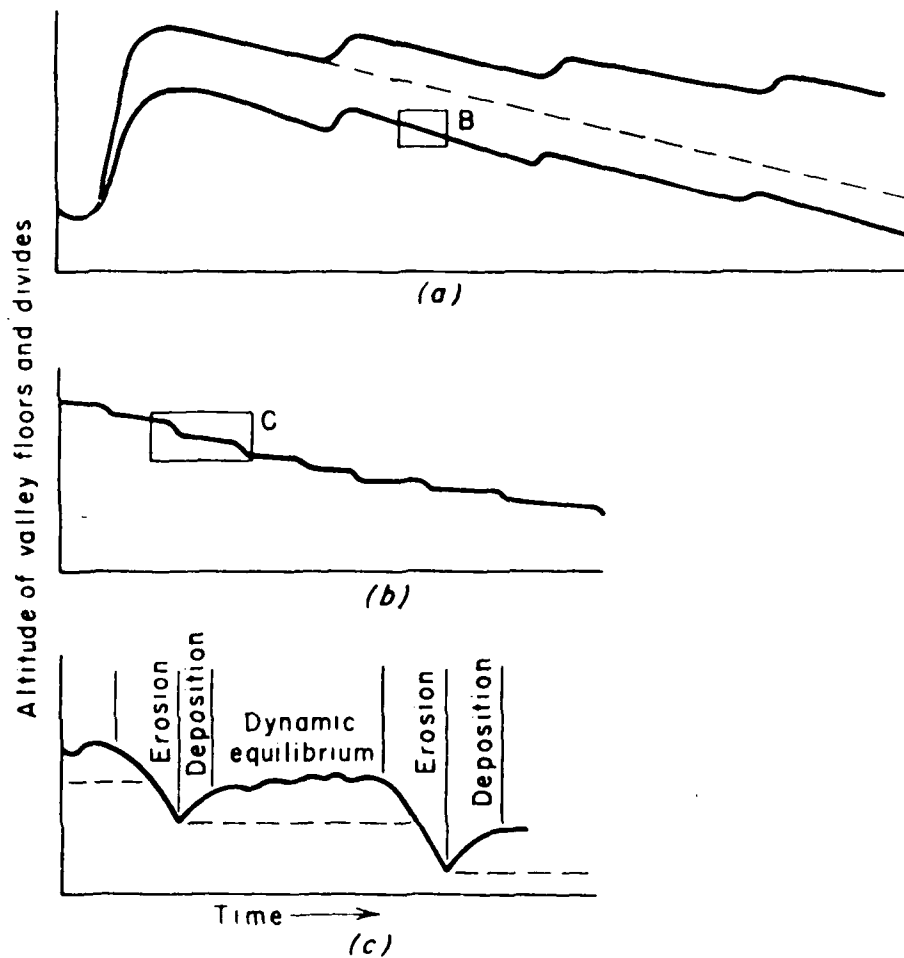 Altitude of valley floors and divides
B
(a)
C
(b)
Erosion
Deposition
Dynamic
equilibrium
Erosion
Deposition
Time
(c)